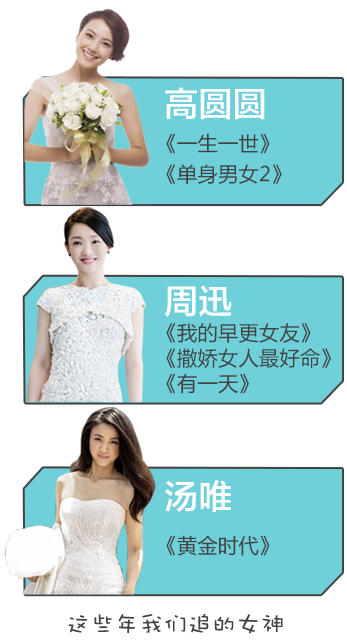 高圆圆
《一生一世》
《单身男女2》
周迅
《我的早更女友》
《撒娇女人最好命》
《有一天》
汤唯
《黄金时代》
这些年我们追的女神